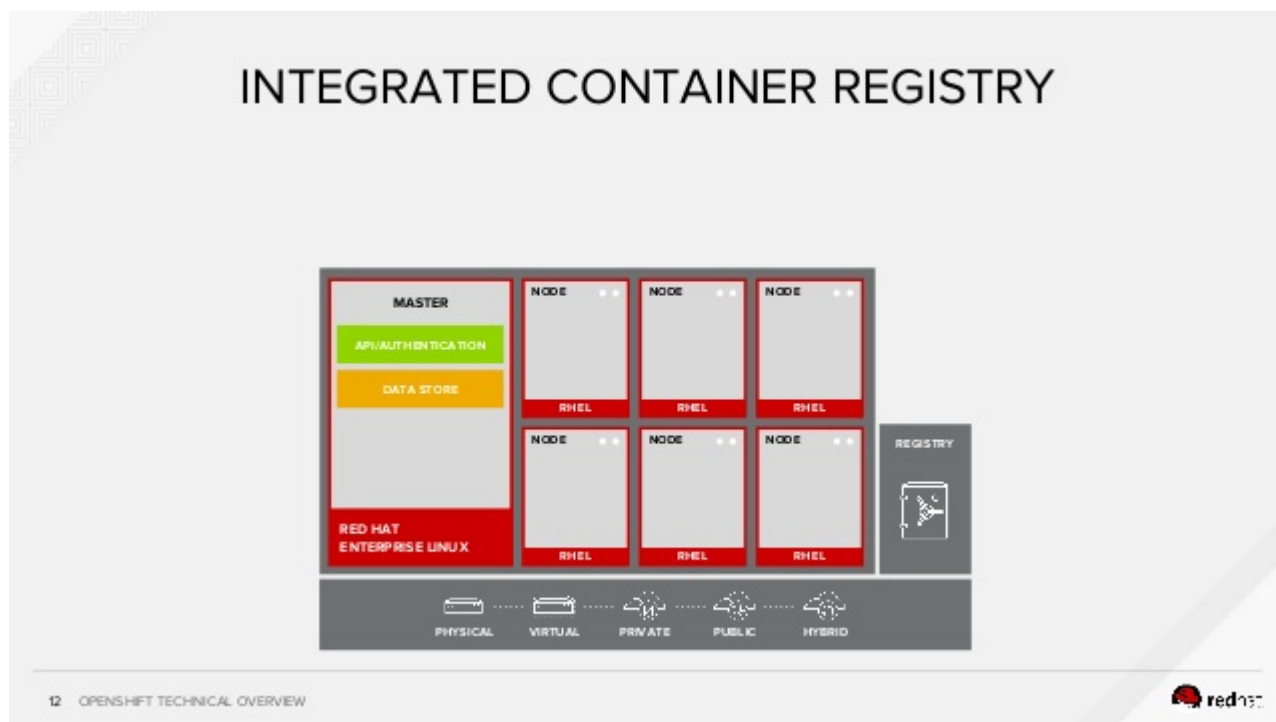 INTEGRATED CONTAINER REGISTRY
MASTER
API/AUTHENTICATION
DATA STORE
RED HAT
ENTERPRISE LINUX
NODE
NODE
NODE
RHEL
RHEL
RHEL
NODE
NODE
NODE
RHEL
RHEL
RHEL
REGISTRY
PHYSICAL
VIRTUAL
PRIVATE
PUBLIC
HYBRID
12 OPENSHIFT TECHNICAL OVERVIEW
redhat